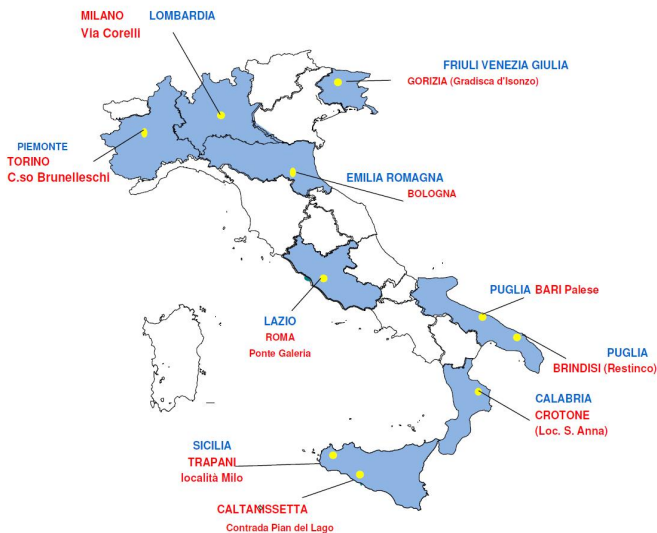 MILANO LOMBARDIA
Via Corelli
FRIULI VENEZIA GIULIA
GORIZIA (Gradisca d'Isonzo)
PIEMONTE
TORINO
C.so Brunelleschi
EMILIA ROMAGNA
BOLOGNA
PUGLIA BARI Palese
LAZIO
ROMA
Ponte Galeria
PUGLIA
BRINDISI (Restinco)
CALABRIA
CROTONE
(Loc. S. Anna)
SICILIA
TRAPANI
località Milo
CALTANISSETTA
Contrada Pian del Lago